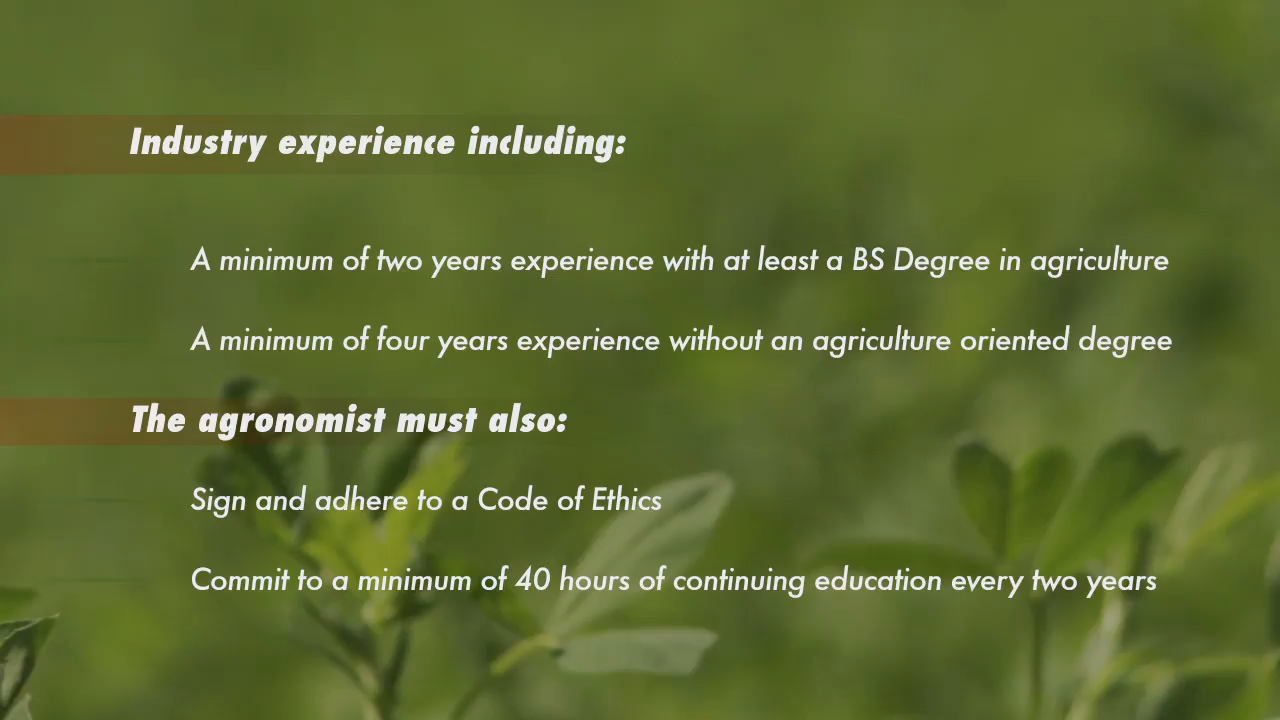 Industry experience including:
A minimum of two years experience with at least a BS Degree in agriculture
A minimum of four years experience without an agriculture oriented degree
The agronomist must also:
Sign and adhere to a Code of Ethics
Commit to a minimum of 40 hours of continuing education every two years